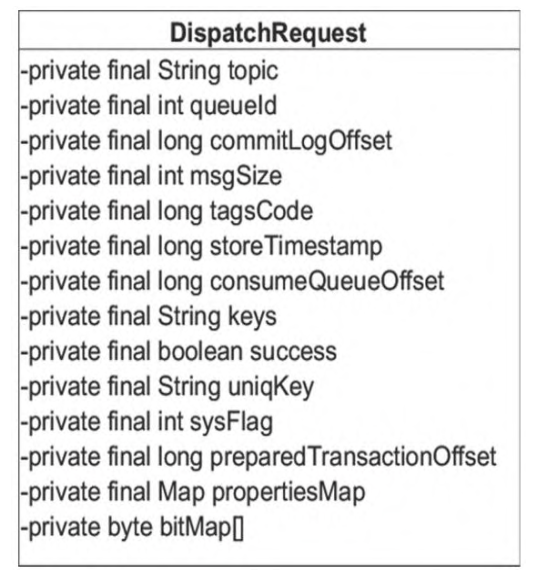 DispatchRequest
-private final String topic
-private final int queueId
-private final long commitLogOffset
-private final int msgSize
-private final long tagsCode
-private final long storeTimestamp
-private final long consumeQueueOffset
-private final String keys
-private final boolean success
-private final String uniqKey
-private final int sysFlag
-private final long preparedTransactionOffset
-private final Map propertiesMap
-private byte bitMap[]